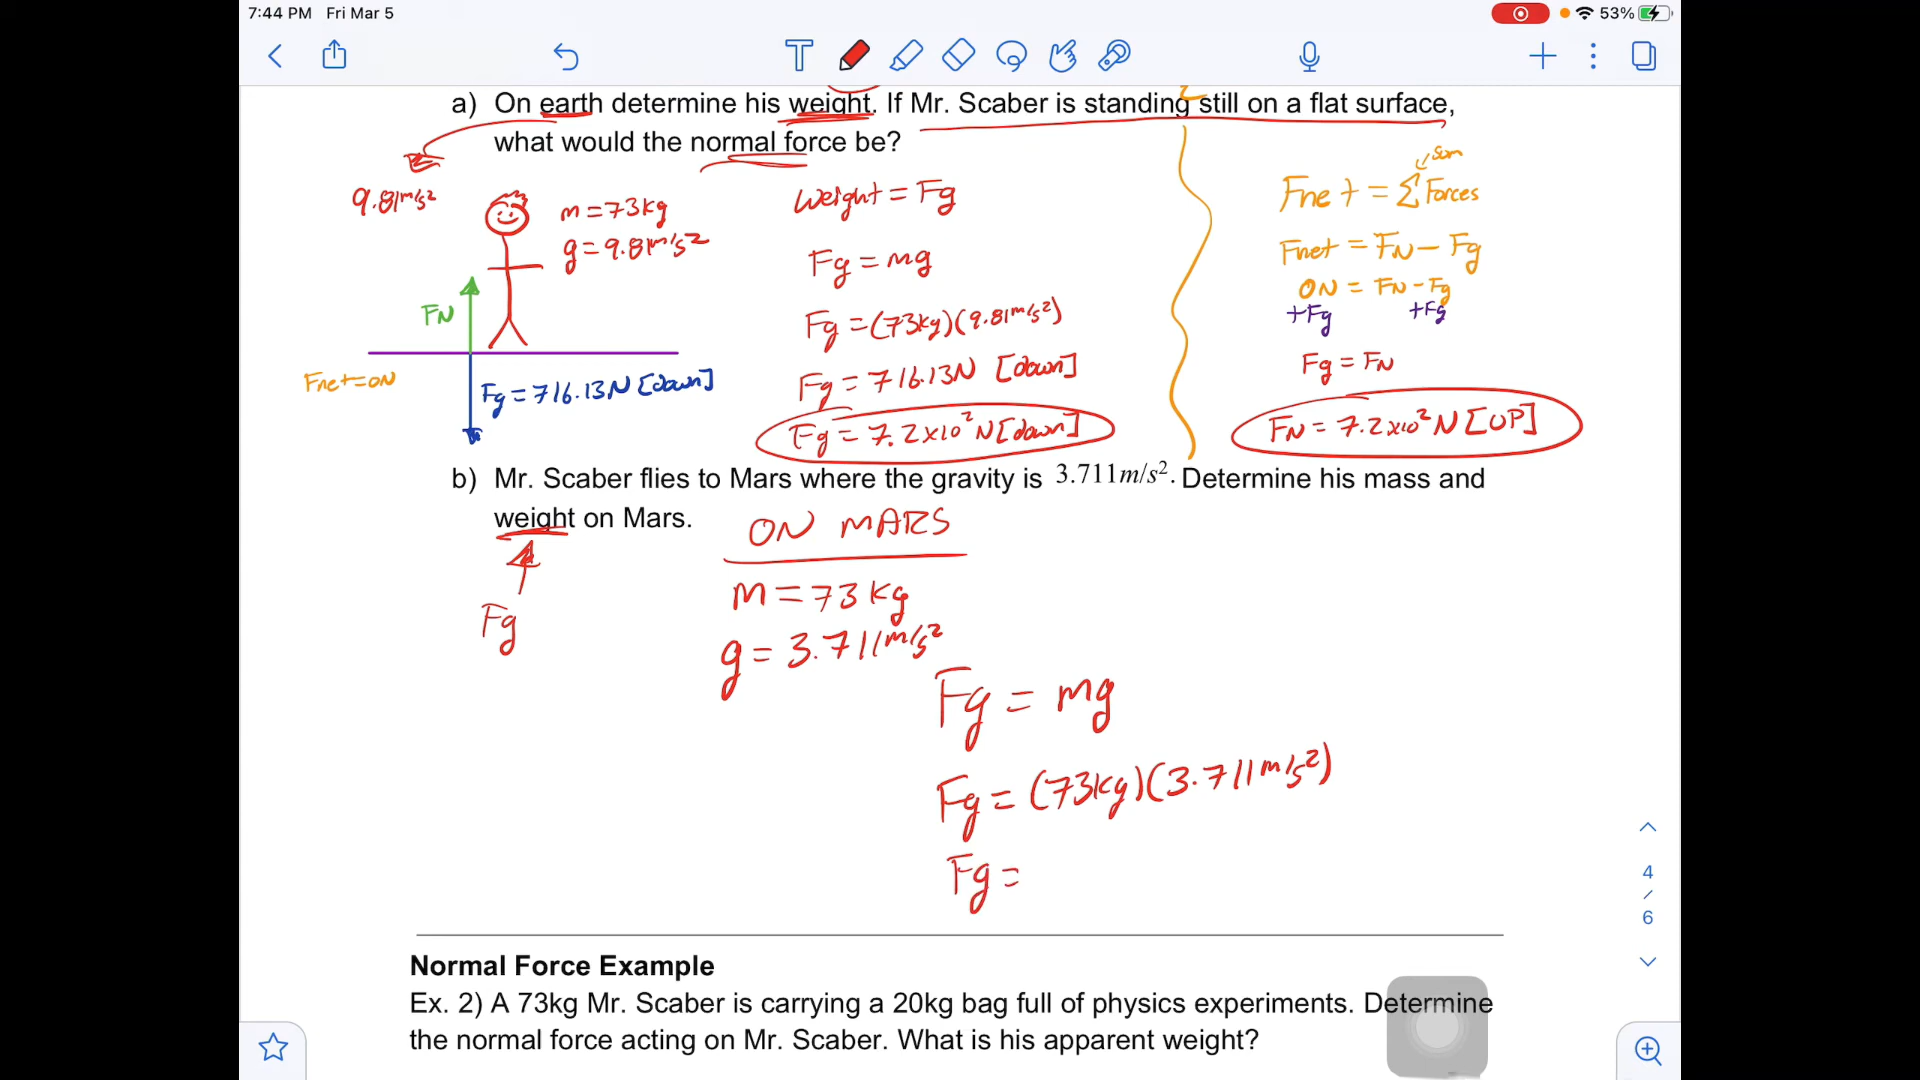 7:44 PM Fri Mar 5
53%
a) On earth determine his weight. If Mr. Scaber is standing still on a flat surface,
what would the normal force be?
9.81m/s²
m = 73kg
g = 9.81m/s²
FN
Fnet = 0N
Fg = 716.13N [down]
Weight = Fg
Fg = mg
Fg = (73kg)(9.81m/s²)
Fg = 716.13N [down]
Fg = 7.2x10² N [down]
Sum
Fnet = Σ Forces
Fnet = FN - Fg
0N = FN - Fg
+Fg +Fg
Fg = FN
FN = 7.2x10² N [UP]
b) Mr. Scaber flies to Mars where the gravity is 3.711m/s². Determine his mass and
weight on Mars.
Fg
ON MARS
m = 73kg
g = 3.711m/s²
Fg = mg
Fg = (73kg)(3.711m/s²)
Fg =
4
/
6
Normal Force Example
Ex. 2) A 73kg Mr. Scaber is carrying a 20kg bag full of physics experiments. Determine
the normal force acting on Mr. Scaber. What is his apparent weight?